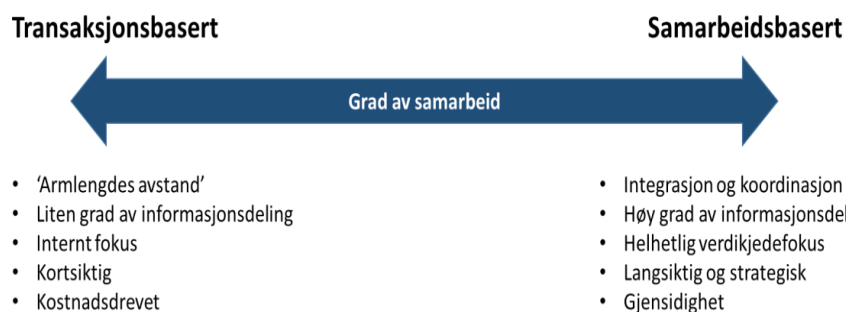 Transaksjonsbasert
Samarbeidsbasert
Grad av samarbeid
• 'Armlengdes avstand'
• Liten grad av informasjonsdeling
• Internt fokus
• Kortsiktig
• Kostnadsdrevet
• Integrasjon og koordinasjon
• Høy grad av
• Helhetlig verdikjedefokus
• Langsiktig og strategisk
• Gjensidighet